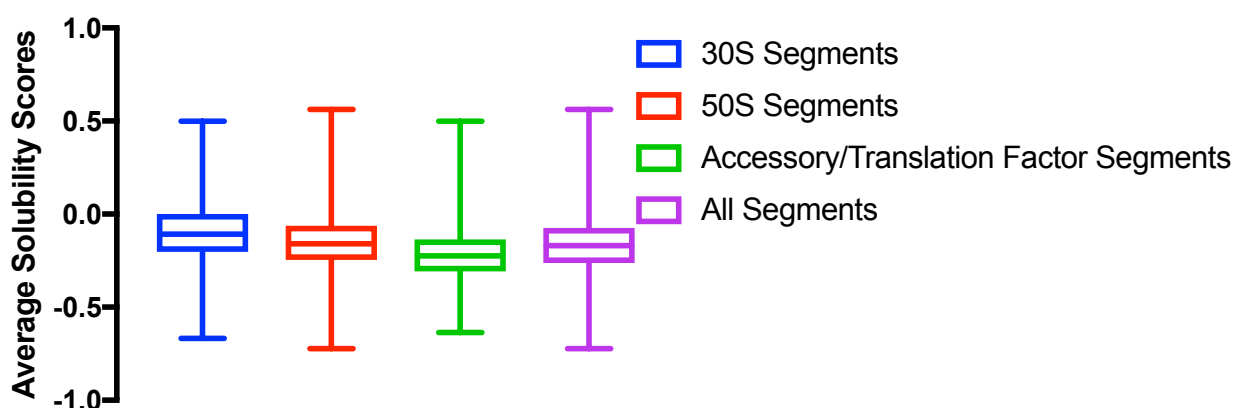 Average Solubility Scores
1.0
0.5
0.0
-0.5
-1.0
30S Segments
50S Segments
Accessory/Translation Factor Segments
All Segments